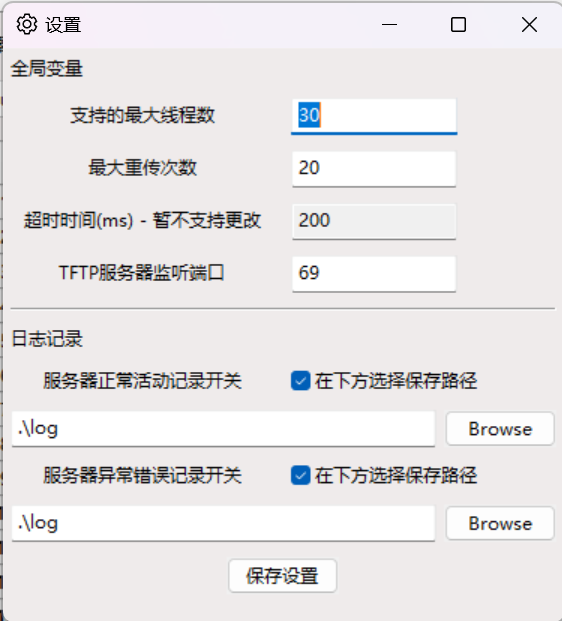 设置
全局变量
支持的最大线程数 30
最大重传次数 20
超时时间(ms) - 暂不支持更改 200
TFTP服务器监听端口 69
日志记录
服务器正常活动记录开关 在下方选择保存路径
.\log Browse
服务器异常错误记录开关 在下方选择保存路径
.\log Browse
保存设置